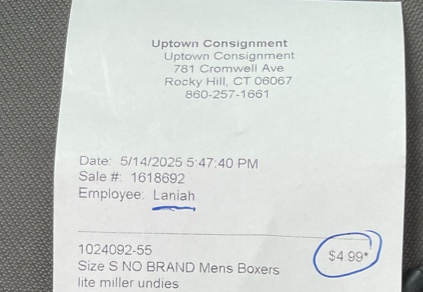 Uptown Consignment
Uptown Consignment
781 Cromwell Ave
Rocky Hill, CT 06067
860-257-1661
Date: 5/14/2025 5:47:40 PM
Sale #: 1618692
Employee: Laniah
1024092-55
$4.99*
Size S NO BRAND Mens Boxers
lite miller undies